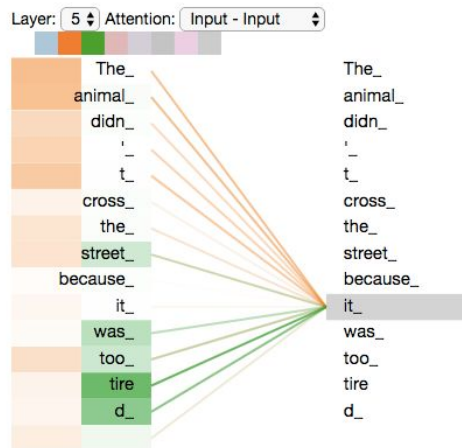 Layer: 5 Attention: Input - Input
The_ The_
animal_ animal_
didn_ didn_
'_ '_
t_ t_
cross_ cross_
the_ the_
street_ street_
because_ because_
it_ it_
was_ was_
too_ too_
tire tire
d_ d_